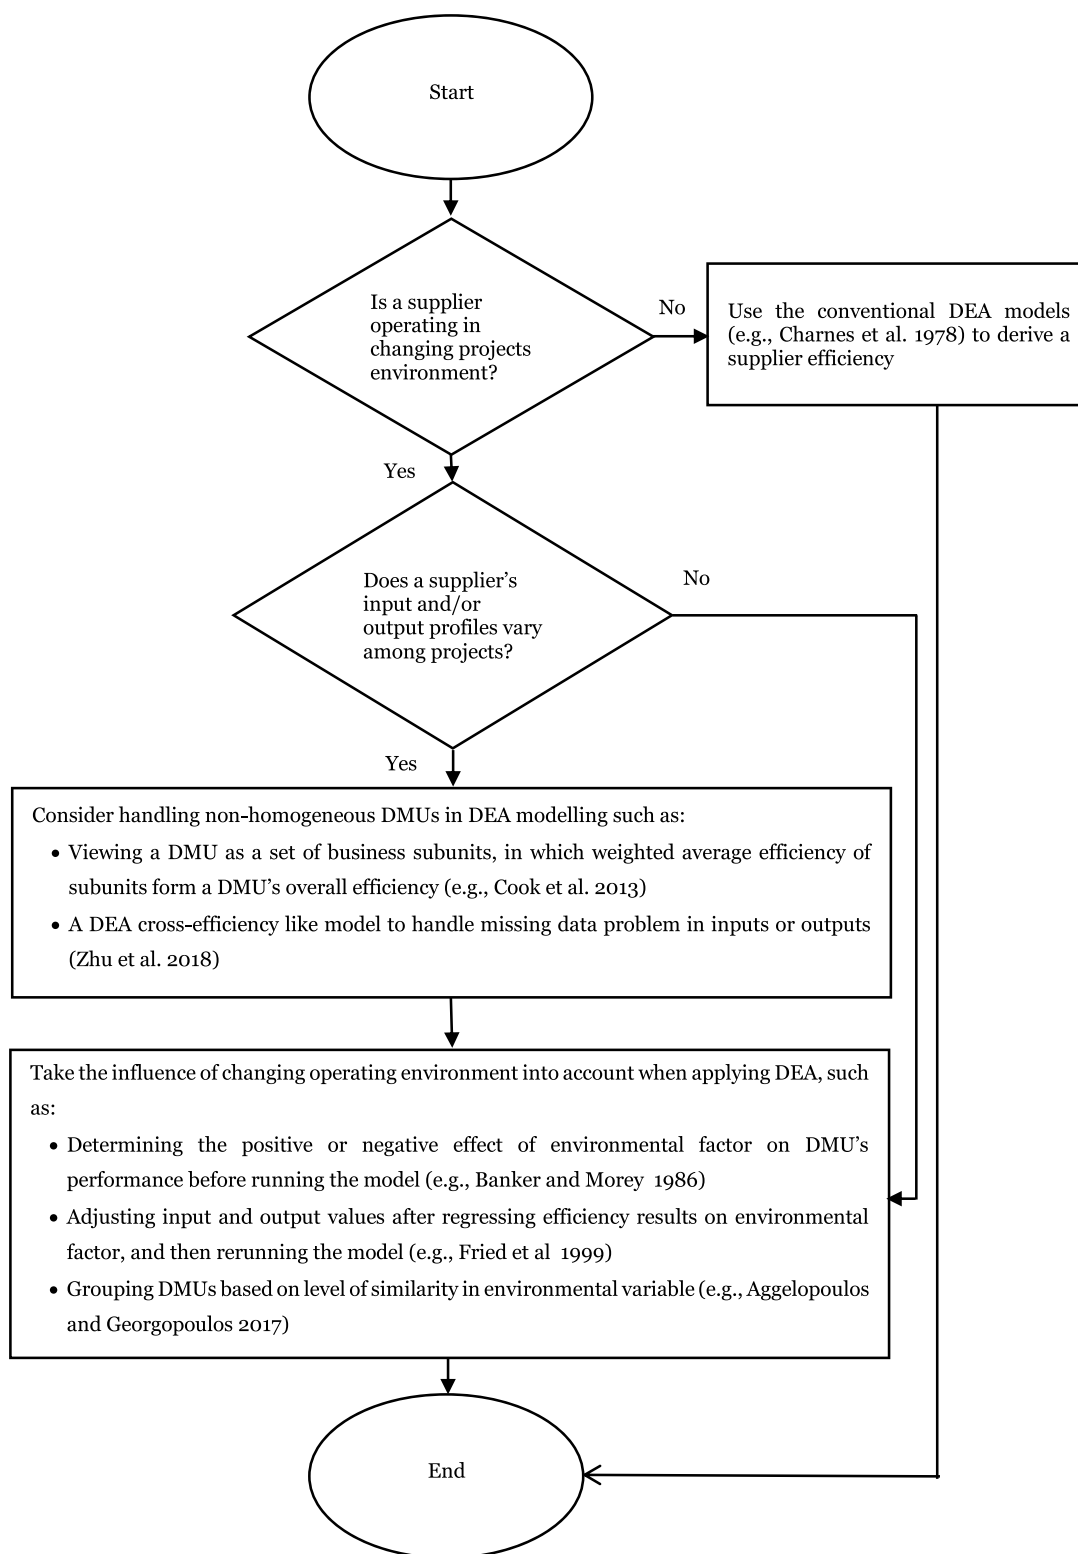 Start
Is a supplier
operating in
changing projects
environment?
No
Use the conventional DEA models
(e.g., Charnes et al. 1978) to derive a
supplier efficiency
Yes
Does a supplier’s
input and/or
output profiles vary
among projects?
No
Yes
Consider handling non-homogeneous DMUs in DEA modelling such as:
• Viewing a DMU as a set of business subunits, in which weighted average efficiency of
subunits form a DMU’s overall efficiency (e.g., Cook et al. 2013)
• A DEA cross-efficiency like model to handle missing data problem in inputs or outputs
(Zhu et al. 2018)
Take the influence of changing operating environment into account when applying DEA, such
as:
• Determining the positive or negative effect of environmental factor on DMU’s
performance before running the model (e.g., Banker and Morey 1986)
• Adjusting input and output values after regressing efficiency results on environmental
factor, and then rerunning the model (e.g., Fried et al 1999)
• Grouping DMUs based on level of similarity in environmental variable (e.g., Aggelopoulos
and Georgopoulos 2017)
End